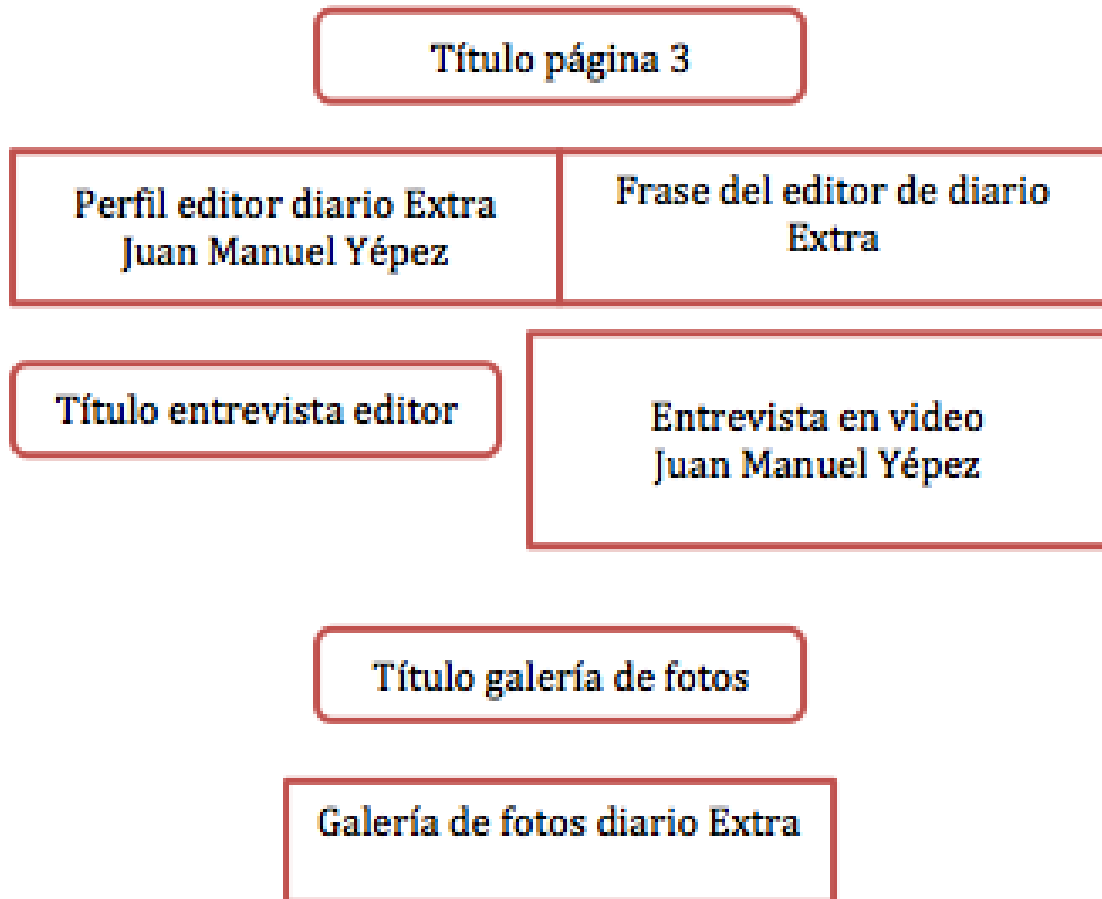 Título página 3
Perfil editor diario Extra
Juan Manuel Yépez
Frase del editor de diario
Extra
Título entrevista editor
Entrevista en video
Juan Manuel Yépez
Título galería de fotos
Galería de fotos diario Extra